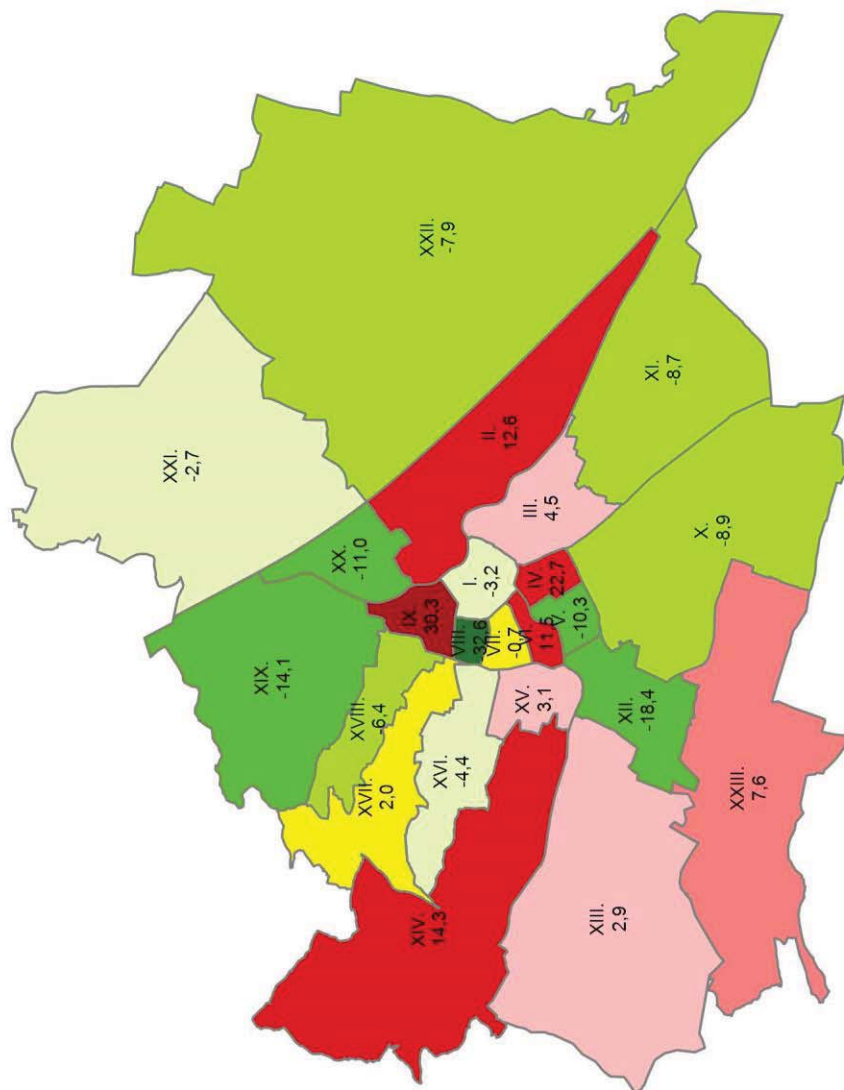 XXI.
-2,7
XIX.
-14,1
XX.
-11,0
XVIII.
-6,4
XVII.
2,0
IX.
30,3
XIV.
14,3
XXII.
-7,9
XVI.
-4,4
VIII.
-32,6
I.
-3,2
II.
12,6
VII.
-0,7
XV.
3,1
VI.
11,5
III.
4,5
IV.
22,7
V.
-10,3
XIII.
2,9
XII.
-18,4
XI.
-8,7
X.
-8,9
XXIII.
7,6